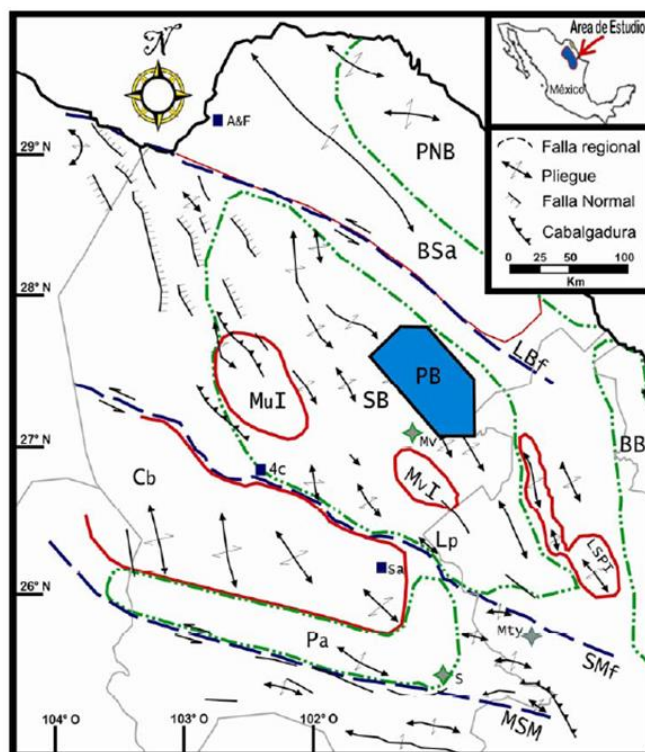 N
Area de Estudio
México
Falla regional
Pliegue
Falla Normal
Cabalgadura
0 25 50 100
Km
A&F
29° N
PNB
BSa
28° N
LBf
PB
MuI
SB
Mv
27° N
4c
MvI
BB
Cb
Lp
LSPI
Sa
26° N
Mty
Pa
SMf
S
MSM
104° 103° O 102° O